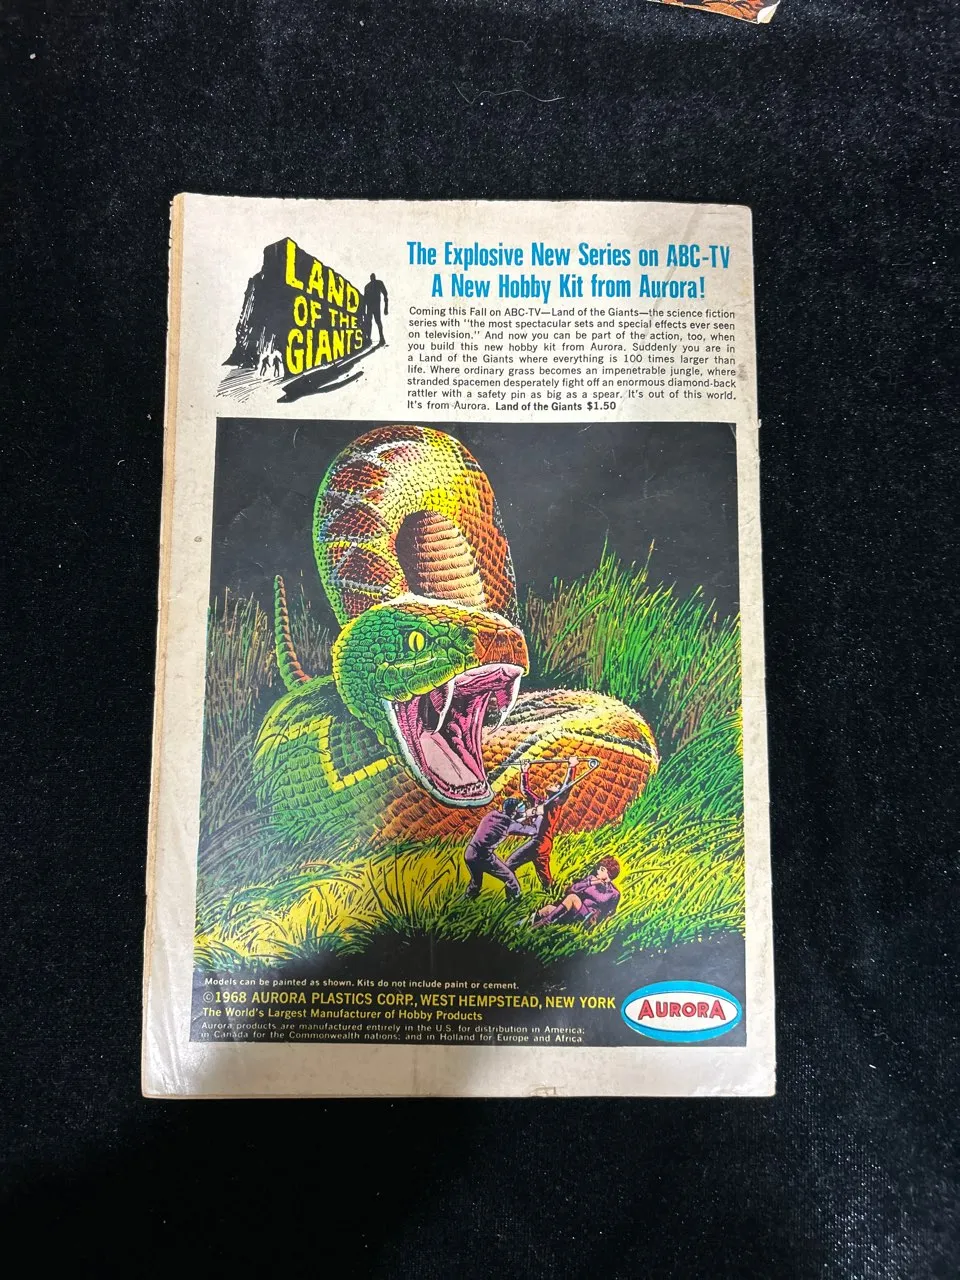 LAND
OF THE
GIANTS
The Explosive New Series on ABC-TV
A New Hobby Kit from Aurora!
Coming this Fall on ABC-TV—Land of the Giants—the science fiction
series with "the most spectacular sets and special effects ever seen
on television." And now you can be part of the action, too, when
you build this new hobby kit from Aurora. Suddenly you are in
a Land of the Giants where everything is 100 times larger than
life. Where ordinary grass becomes an impenetrable jungle, where
stranded spacemen desperately fight off an enormous diamond-back
rattler with a safety pin as big as a spear. It's out of this world.
It's from Aurora. Land of the Giants $1.50
Models can be painted as shown. Kits do not include paint or cement.
©1968 AURORA PLASTICS CORP., WEST HEMPSTEAD, NEW YORK
The World's Largest Manufacturer of Hobby Products
Aurora products are manufactured entirely in the U.S. for distribution in America;
in Canada for the Commonwealth nations; and in Holland for Europe and Africa.
AURORA